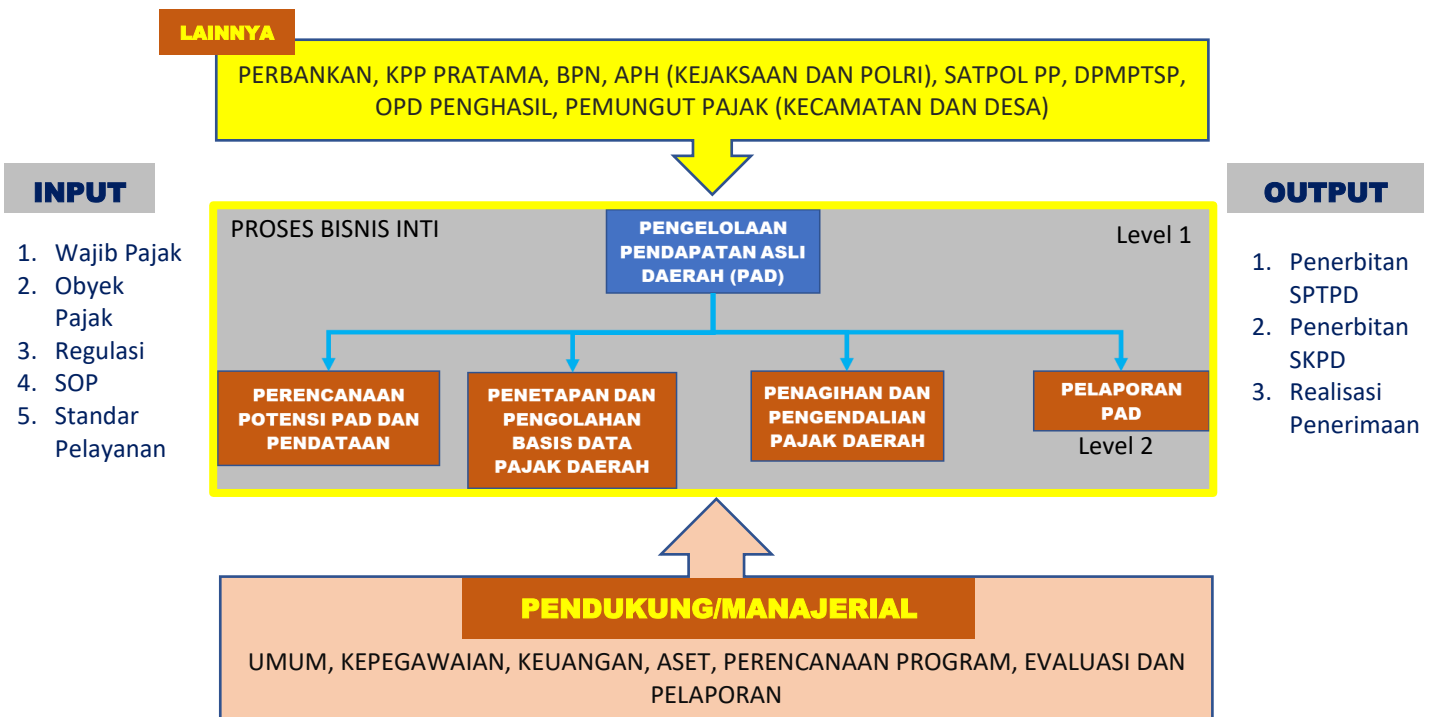 LAINNYA
PERBANKAN, KPP PRATAMA, BPN, APH (KEJAKSAAN DAN POLRI), SATPOL PP, DPMPTSP,
OPD PENGHASIL, PEMUNGUT PAJAK (KECAMATAN DAN DESA)
INPUT
1. Wajib Pajak
2. Obyek
Pajak
3. Regulasi
4. SOP
5. Standar
Pelayanan
PROSES BISNIS INTI
PENGELOLAAN
PENDAPATAN ASLI
DAERAH (PAD)
Level 1
PERENCANAAN
POTENSI PAD DAN
PENDATAAN
PENETAPAN DAN
PENGOLAHAN
BASIS DATA
PAJAK DAERAH
PENAGIHAN DAN
PENGENDALIAN
PAJAK DAERAH
PELAPORAN
PAD
Level 2
OUTPUT
1. Penerbitan
SPTPD
2. Penerbitan
SKPD
3. Realisasi
Penerimaan
PENDUKUNG/MANAJERIAL
UMUM, KEPEGAWAIAN, KEUANGAN, ASET, PERENCANAAN PROGRAM, EVALUASI DAN
PELAPORAN